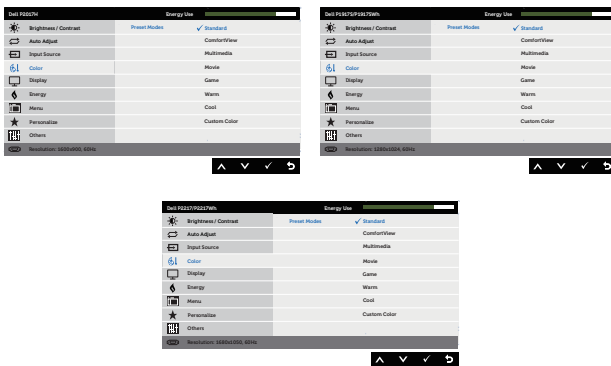 Dell P2017H Energy Use
Brightness / Contrast Preset Modes ✓ Standard
Auto Adjust ComfortView
Input Source Multimedia
Color Movie
Display Game
Energy Warm
Menu Cool
Personalize Custom Color
Others
Resolution: 1600x900, 60Hz
Dell P1917S/P1917SWh Energy Use
Brightness / Contrast Preset Modes ✓ Standard
Auto Adjust ComfortView
Input Source Multimedia
Color Movie
Display Game
Energy Warm
Menu Cool
Personalize Custom Color
Others
Resolution: 1280x1024, 60Hz
Dell P2217/P2217Wh Energy Use
Brightness / Contrast Preset Modes ✓ Standard
Auto Adjust ComfortView
Input Source Multimedia
Color Movie
Display Game
Energy Warm
Menu Cool
Personalize Custom Color
Others
Resolution: 1680x1050, 60Hz